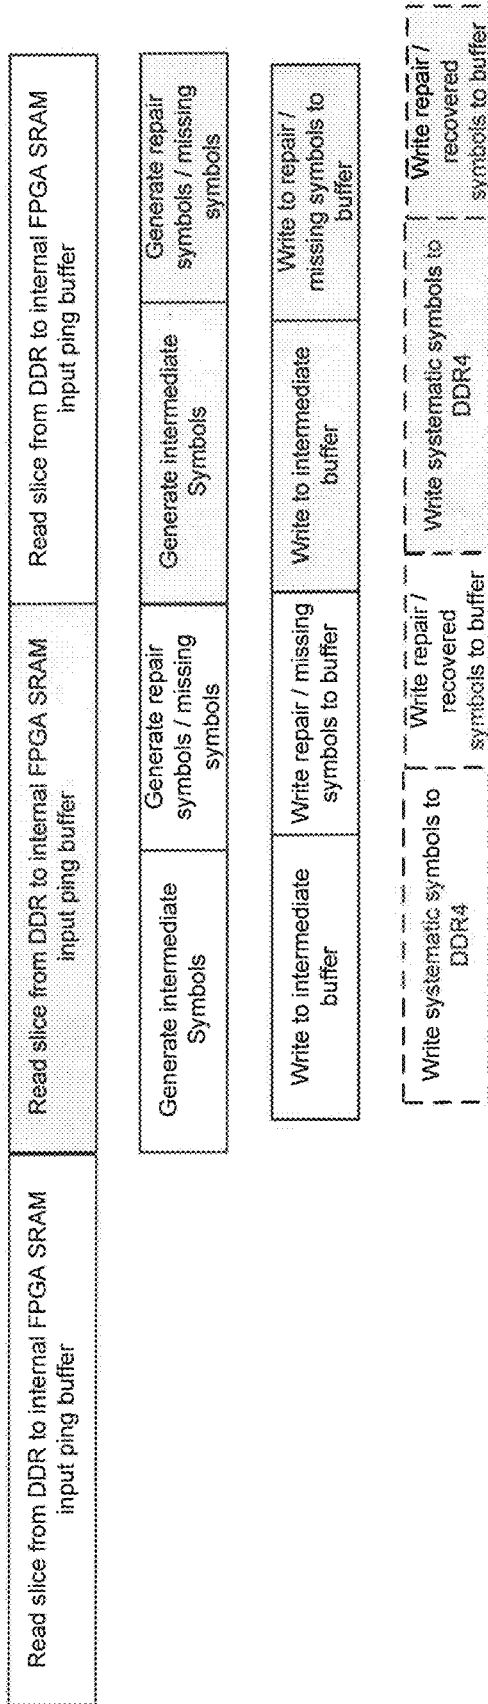 Read slice from DDR to internal FPGA SRAM
input ping buffer
Read slice from DDR to internal FPGA SRAM
input ping buffer
Read slice from DDR to internal FPGA SRAM
input ping buffer
Generate intermediate
Symbols
Generate repair
symbols / missing
symbols
Generate intermediate
Symbols
Generate repair
symbols / missing
symbols
Write to intermediate
buffer
Write repair / missing
symbols to buffer
Write to intermediate
buffer
Write to repair /
missing symbols to
buffer
Write systematic symbols to
DDR4
Write repair /
recovered
symbols to buffer
Write systematic symbols to
DDR4
Write repair /
recovered
symbols to buffer